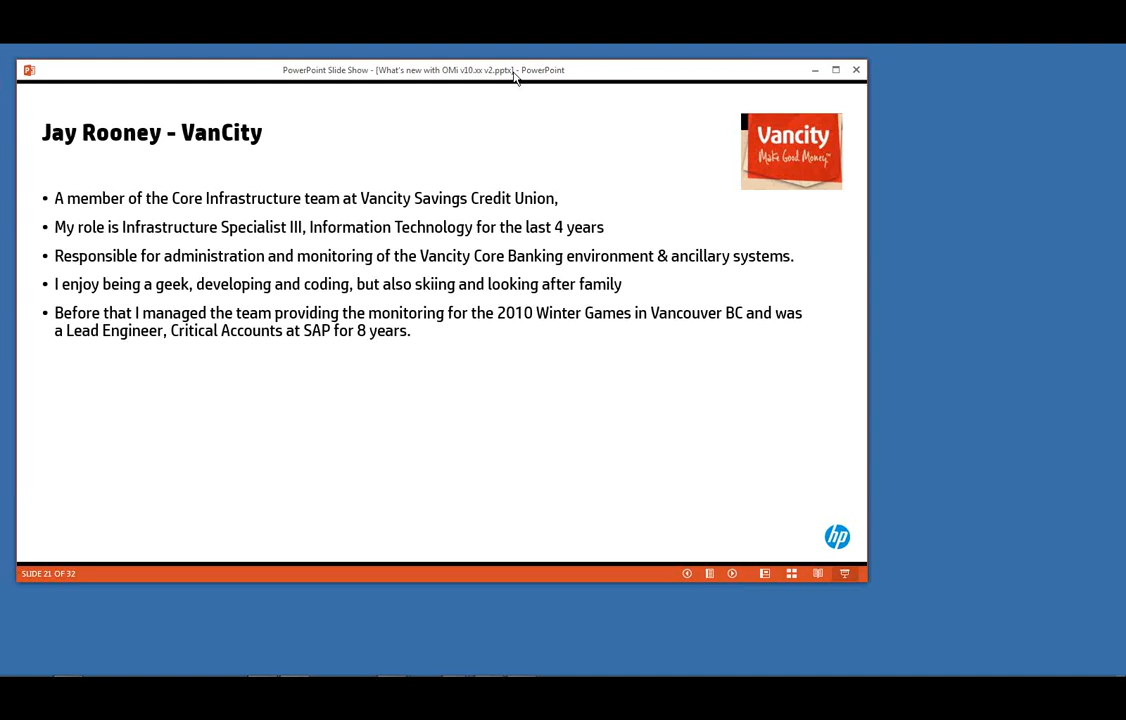 PowerPoint Slide Show - [What's new with OMi v10.xx v2.pptx] - PowerPoint
Jay Rooney - VanCity
Vancity
Make Good Money™
• A member of the Core Infrastructure team at Vancity Savings Credit Union,
• My role is Infrastructure Specialist III, Information Technology for the last 4 years
• Responsible for administration and monitoring of the Vancity Core Banking environment & ancillary systems.
• I enjoy being a geek, developing and coding, but also skiing and looking after family
• Before that I managed the team providing the monitoring for the 2010 Winter Games in Vancouver BC and was
a Lead Engineer, Critical Accounts at SAP for 8 years.
hp
SLIDE 21 OF 32